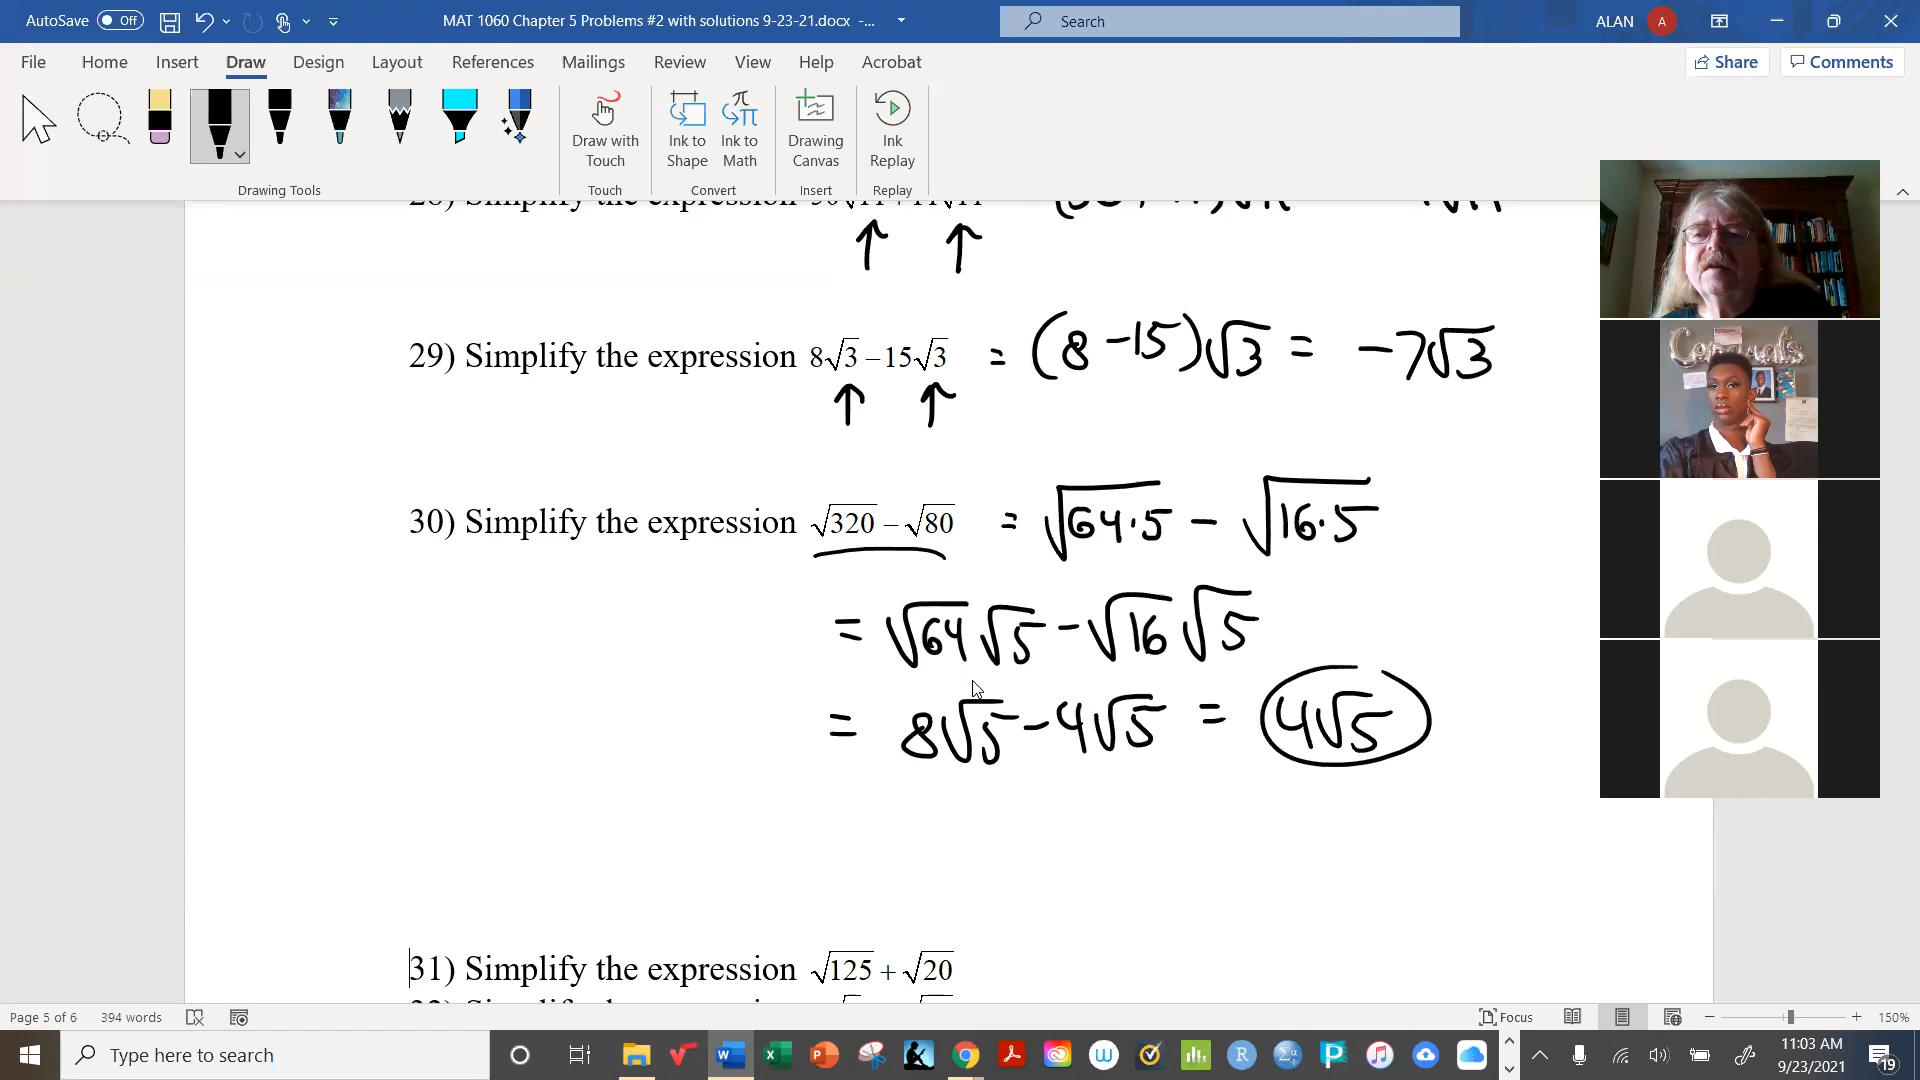 AutoSave Off MAT 1060 Chapter 5 Problems #2 with solutions 9-23-21.docx -... Search ALAN A
File Home Insert Draw Design Layout References Mailings Review View Help Acrobat Share Comments
Draw with Touch Ink to Shape Ink to Math Drawing Canvas Ink Replay
Drawing Tools Touch Convert Insert Replay
Simplify the expression
29) Simplify the expression 8√3 – 15√3 = (8 -15)√3 = -7√3
30) Simplify the expression √320 – √80 = √64·5 - √16·5
= √64 √5 - √16 √5
= 8√5 - 4√5 = 4√5
31) Simplify the expression √125 + √20
Page 5 of 6 394 words Focus 150%
Type here to search 11:03 AM
9/23/2021 19